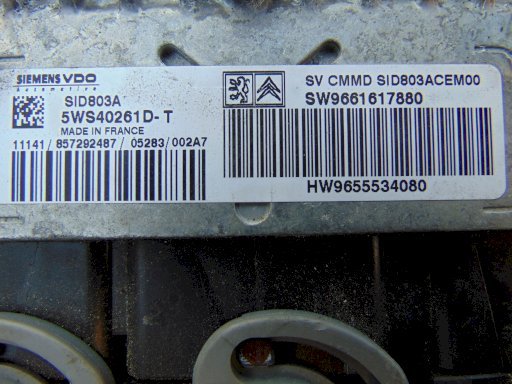 SIEMENS VDO
Automotive
SID803A
5WS40261D-T
MADE IN FRANCE
11141/857292487/05283/002A7
SV CMMD SID803ACEM00
SW9661617880
HW9655534080